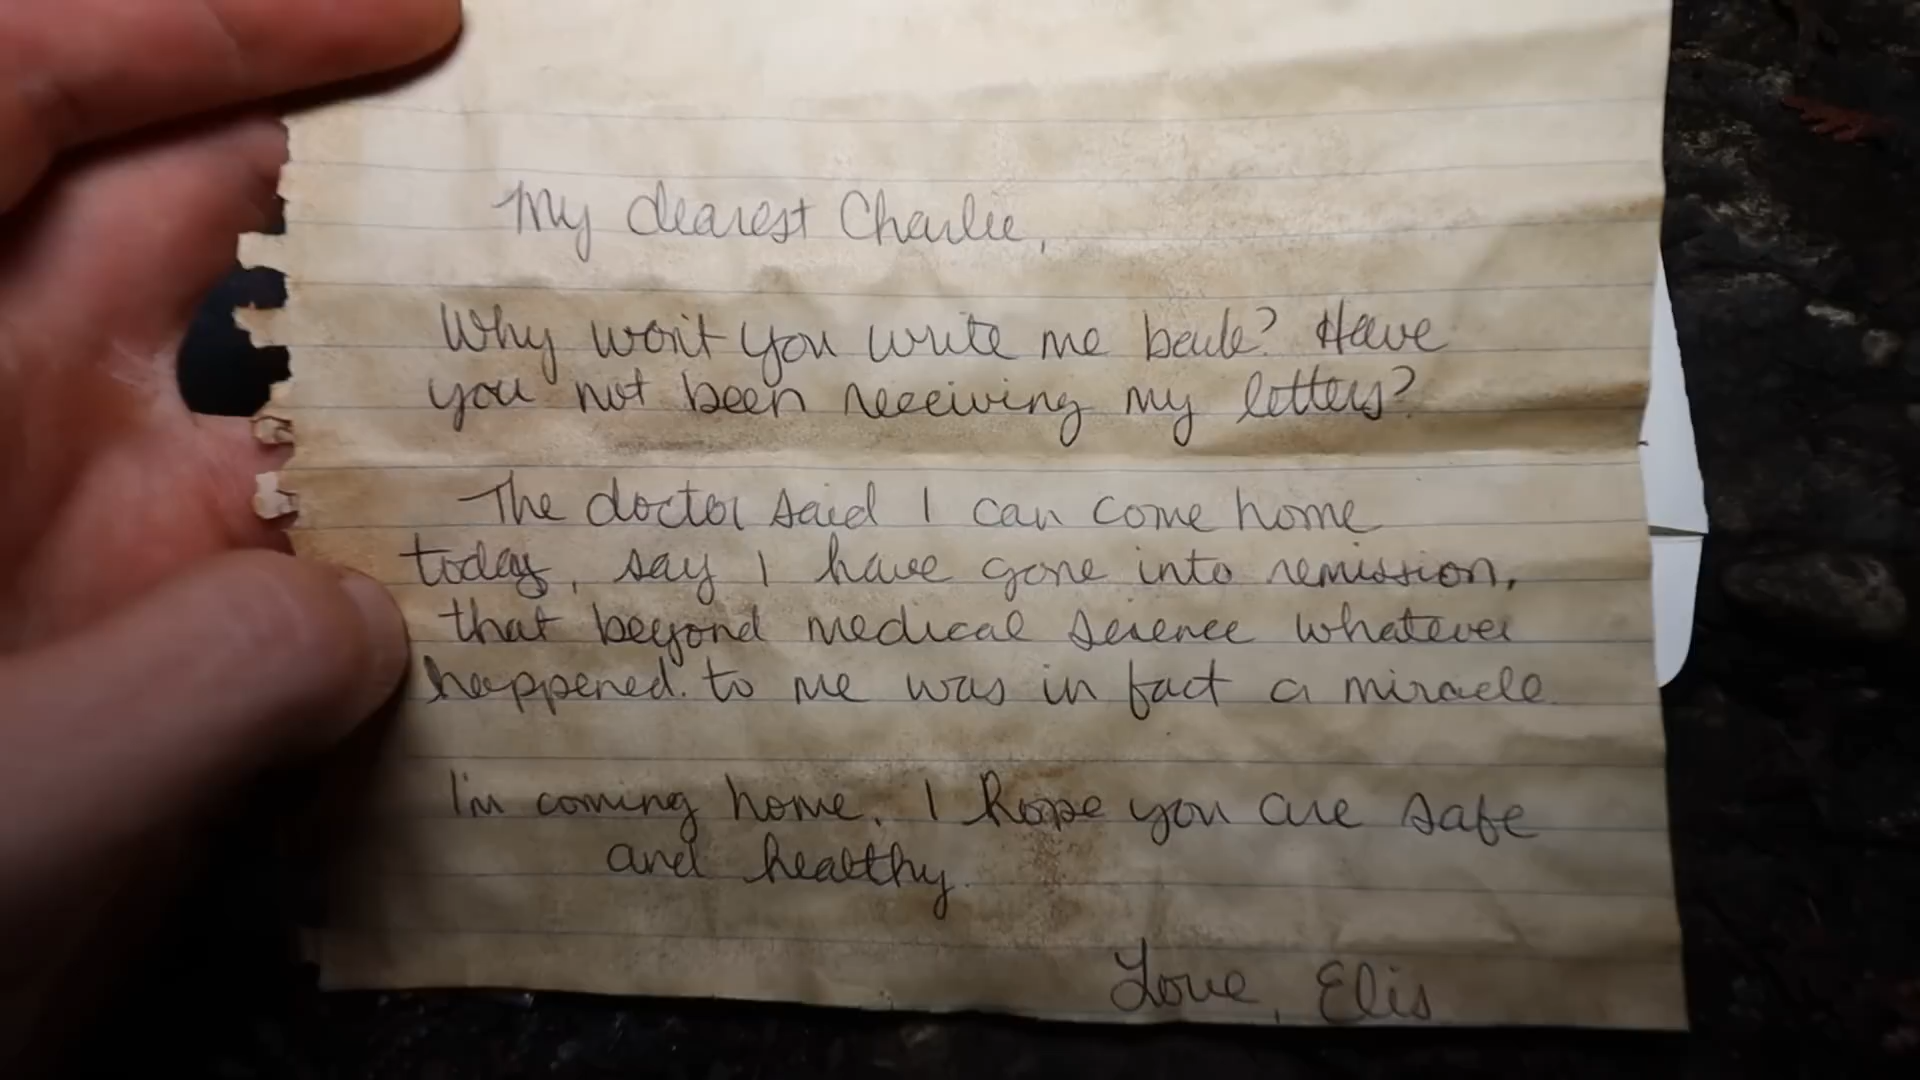 My dearest Charlie,
Why won't you write me back? Have
you not been receiving my letters?
The doctor said I can come home
today, say I have gone into remission,
that beyond medical science whatever
happened. to me was in fact a miracle.
I'm coming home. I hope you are safe
and healthy.
Love, Elis